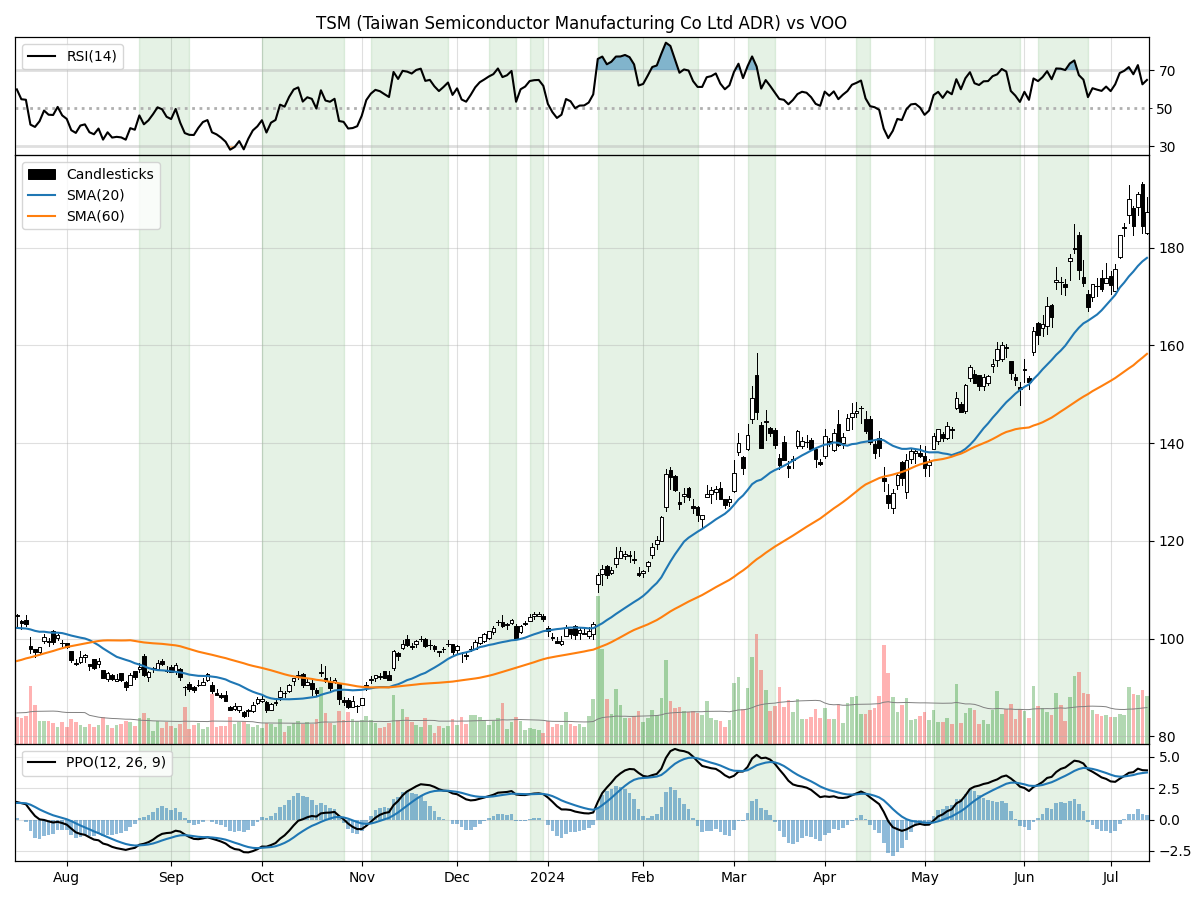 TSM (Taiwan Semiconductor Manufacturing Co Ltd ADR) vs VOO
RSI(14)
70
50
30
Candlesticks
SMA(20)
SMA(60)
180
160
140
120
100
80
PPO(12, 26, 9)
5.0
2.5
0.0
−2.5
Aug Sep Oct Nov Dec 2024 Feb Mar Apr May Jun Jul